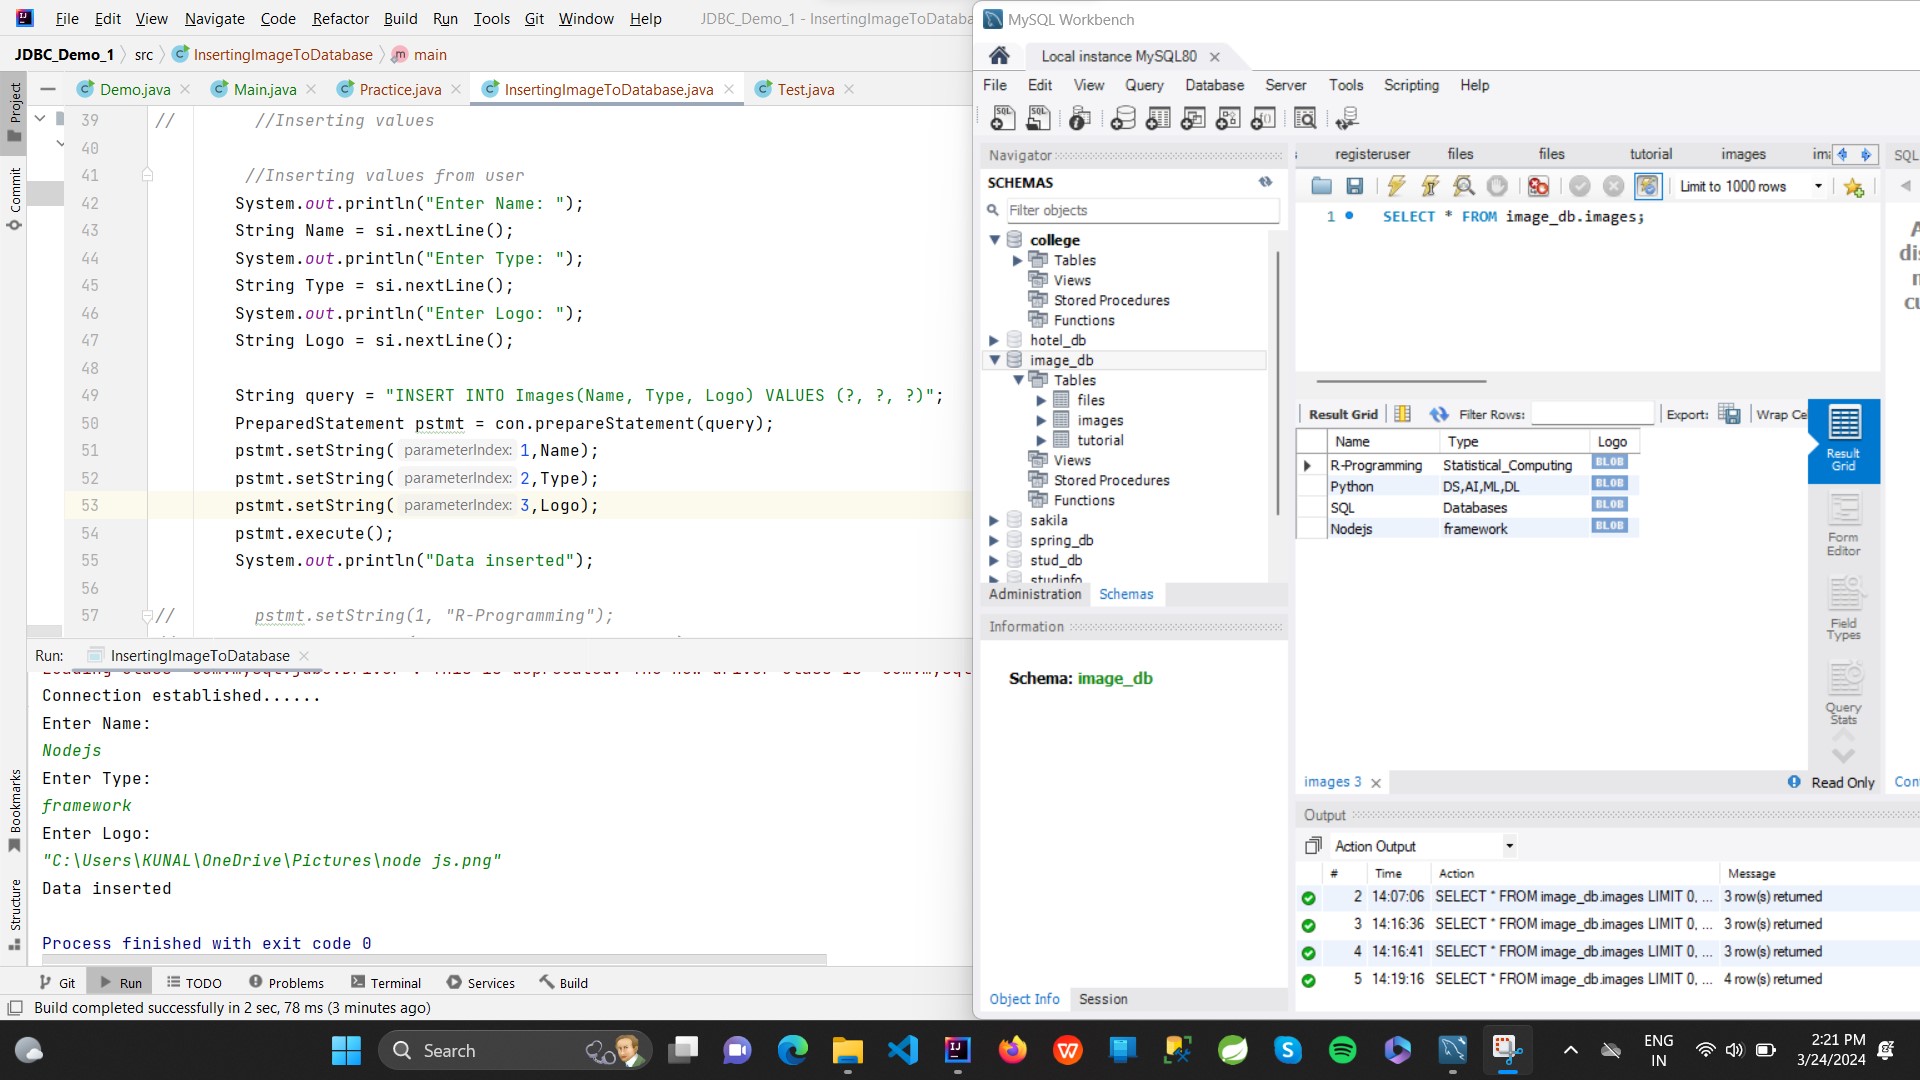 File Edit View Navigate Code Refactor Build Run Tools Git Window Help JDBC_Demo_1 - InsertingImageToDataba
JDBC_Demo_1 src InsertingImageToDatabase main
Demo.java Main.java Practice.java InsertingImageToDatabase.java Test.java
Project
Commit
Bookmarks
Structure
39 // //Inserting values
40
41 //Inserting values from user
42 System.out.println("Enter Name: ");
43 String Name = si.nextLine();
44 System.out.println("Enter Type: ");
45 String Type = si.nextLine();
46 System.out.println("Enter Logo: ");
47 String Logo = si.nextLine();
48
49 String query = "INSERT INTO Images(Name, Type, Logo) VALUES (?, ?, ?)";
50 PreparedStatement pstmt = con.prepareStatement(query);
51 pstmt.setString( parameterIndex: 1,Name);
52 pstmt.setString( parameterIndex: 2,Type);
53 pstmt.setString( parameterIndex: 3,Logo);
54 pstmt.execute();
55 System.out.println("Data inserted");
56
57 // pstmt.setString(1, "R-Programming");
Run: InsertingImageToDatabase
Connection established......
Enter Name:
Nodejs
Enter Type:
framework
Enter Logo:
"C:\Users\KUNAL\OneDrive\Pictures\node js.png"
Data inserted
Process finished with exit code 0
Git Run TODO Problems Terminal Services Build
Build completed successfully in 2 sec, 78 ms (3 minutes ago)
MySQL Workbench
Local instance MySQL80
File Edit View Query Database Server Tools Scripting Help
Navigator
SCHEMAS
Filter objects
college
Tables
Views
Stored Procedures
Functions
hotel_db
image_db
Tables
files
images
tutorial
Views
Stored Procedures
Functions
sakila
spring_db
stud_db
studinfo
Administration Schemas
Information
Schema: image_db
Object Info Session
registeruser files files tutorial images ima SQL
Limit to 1000 rows
1 SELECT * FROM image_db.images;
Result Grid Filter Rows: Export: Wrap Ce
Name Type Logo
R-Programming Statistical_Computing BLOB
Python DS,AI,ML,DL BLOB
SQL Databases BLOB
Nodejs framework BLOB
Result Grid
Form Editor
Field Types
Query Stats
images 3 Read Only Con
Output
Action Output
# Time Action Message
2 14:07:06 SELECT * FROM image_db.images LIMIT 0, ... 3 row(s) returned
3 14:16:36 SELECT * FROM image_db.images LIMIT 0, ... 3 row(s) returned
4 14:16:41 SELECT * FROM image_db.images LIMIT 0, ... 3 row(s) returned
5 14:19:16 SELECT * FROM image_db.images LIMIT 0, ... 4 row(s) returned
Search
ENG
IN
2:21 PM
3/24/2024